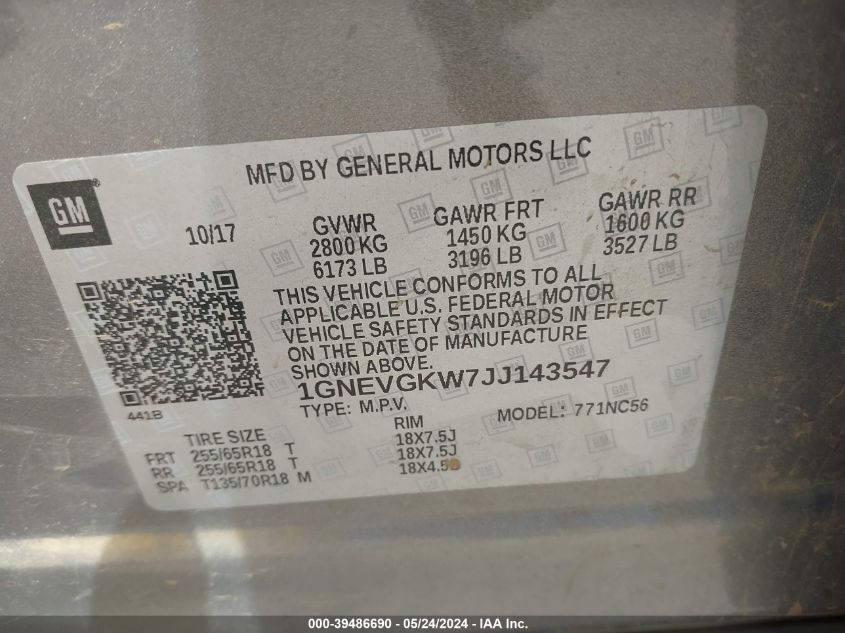 MFD BY GENERAL MOTORS LLC
GM ®
10/17
GVWR GAWR FRT GAWR RR
2800 KG 1450 KG 1600 KG
6173 LB 3196 LB 3527 LB
THIS VEHICLE CONFORMS TO ALL
APPLICABLE U.S. FEDERAL MOTOR
VEHICLE SAFETY STANDARDS IN EFFECT
ON THE DATE OF MANUFACTURE
SHOWN ABOVE.
1GNEVGKW7JJ143547
441B
TYPE: M.P.V. MODEL: 771NC56
TIRE SIZE RIM
FRT 255/65R18 T 18X7.5J
RR 255/65R18 T 18X7.5J
SPA T135/70R18 M 18X4.5B
000-39486690 - 05/24/2024 - IAA Inc.